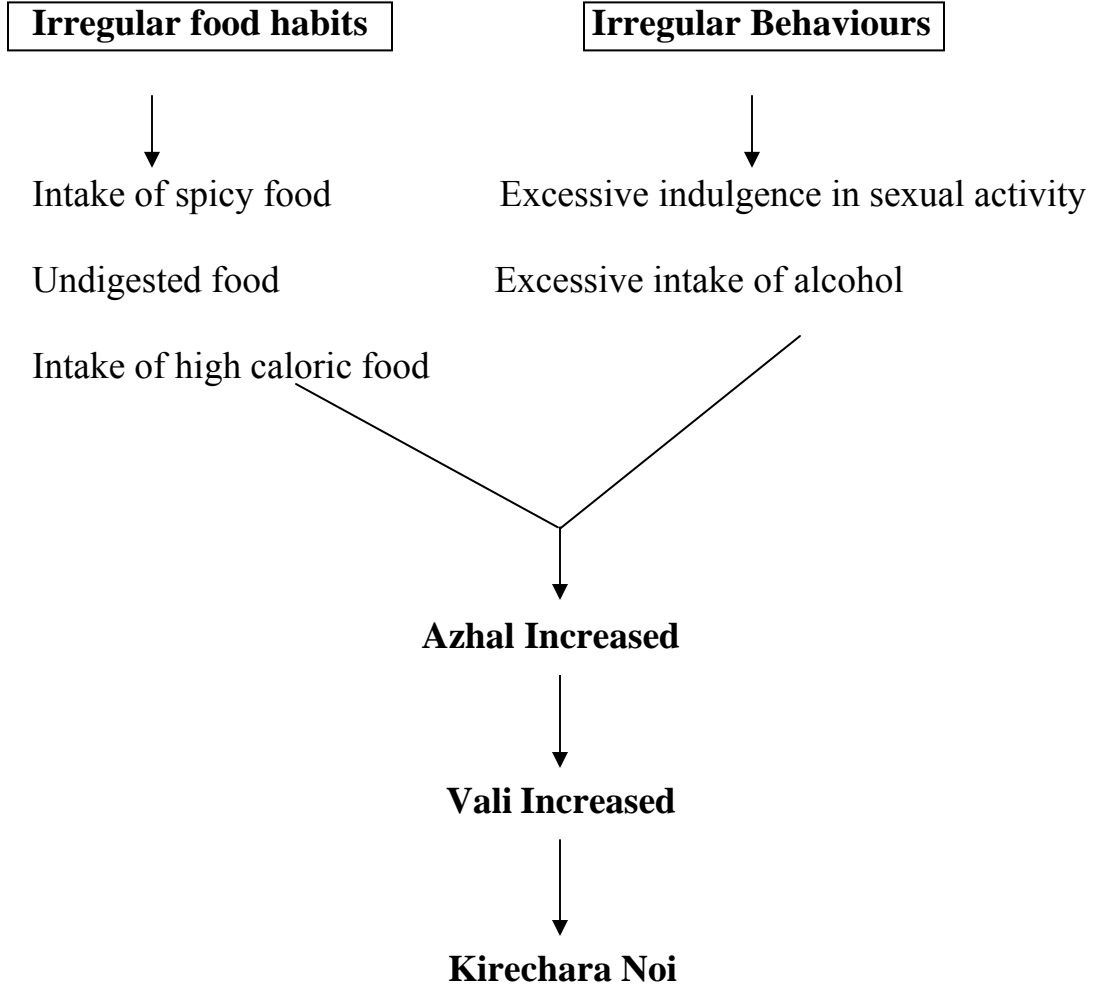 Irregular food habits
Irregular Behaviours
Intake of spicy food
Excessive indulgence in sexual activity
Undigested food
Excessive intake of alcohol
Intake of high caloric food
Azhal Increased
Vali Increased
Kirechara Noi